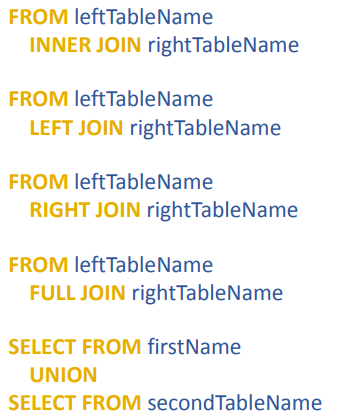 FROM leftTableName
INNER JOIN rightTableName
FROM leftTableName
LEFT JOIN rightTableName
FROM leftTableName
RIGHT JOIN rightTableName
FROM leftTableName
FULL JOIN rightTableName
SELECT FROM firstName
UNION
SELECT FROM secondTableName